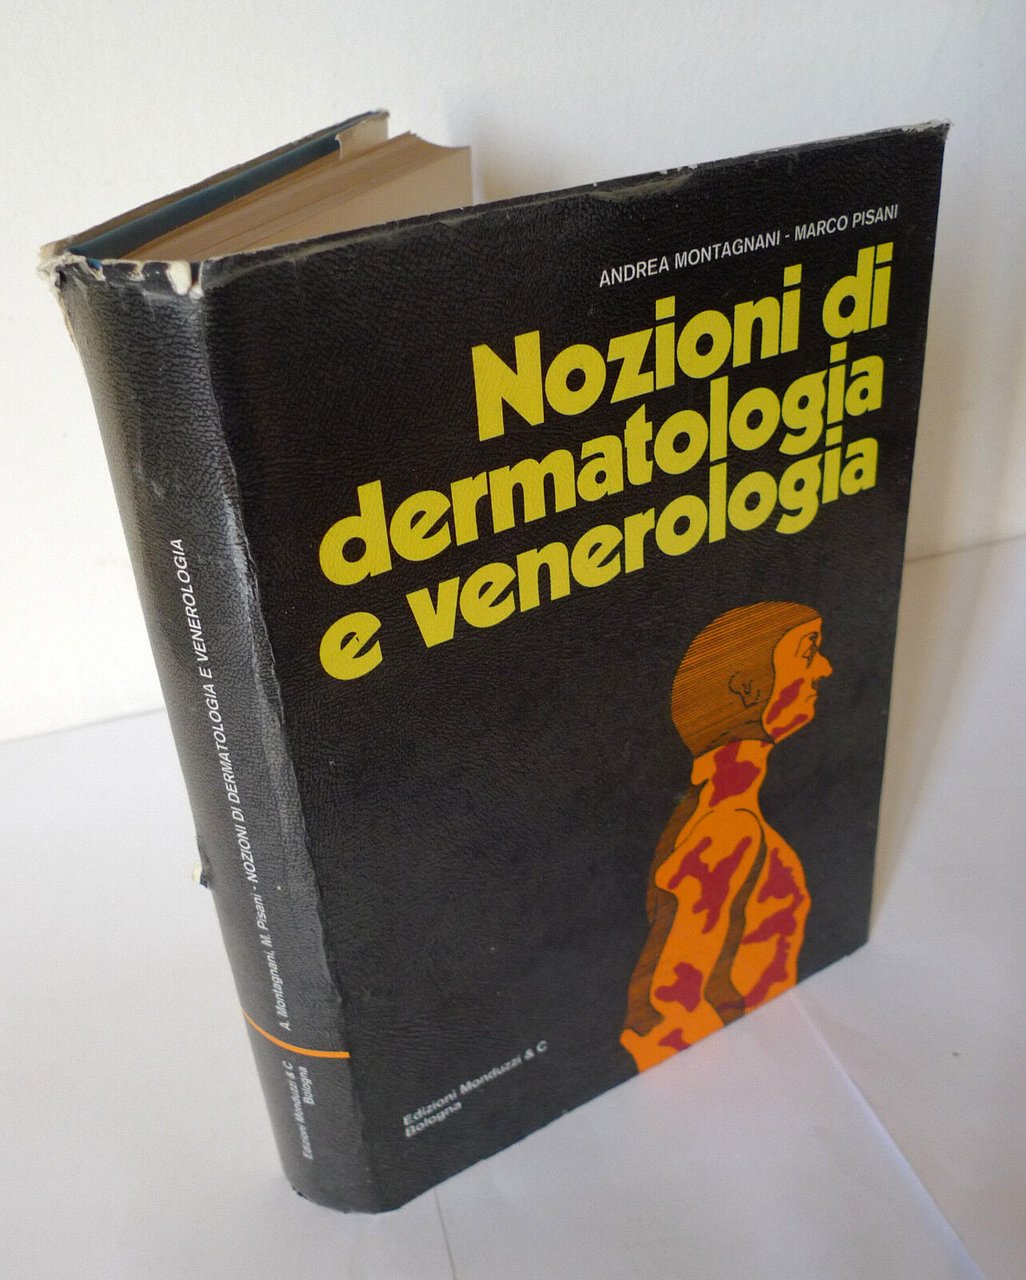 ANDREA MONTAGNANI - MARCO PISANI
Nozioni di
dermatologia
e venerologia
Edizioni Monduzzi & C
Bologna
A. Montagnani, M. Pisani - NOZIONI DI DERMATOLOGIA E VENEROLOGIA
Edizioni Monduzzi & C
Bologna